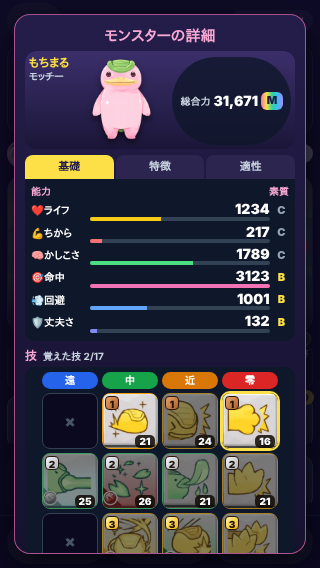 モンスターの詳細
もちまる
モッチー
総合力 31,671 M
基礎 特徴 適性
能力 素質
ライフ 1234 C
ちから 217 C
かしこさ 1789 C
命中 3123 B
回避 1001 B
丈夫さ 132 B
技 覚えた技 2/17
遠 中 近 零
× 1 21 1 24 1 16
2 25 2 26 2 21 2 21
× 3 3 3